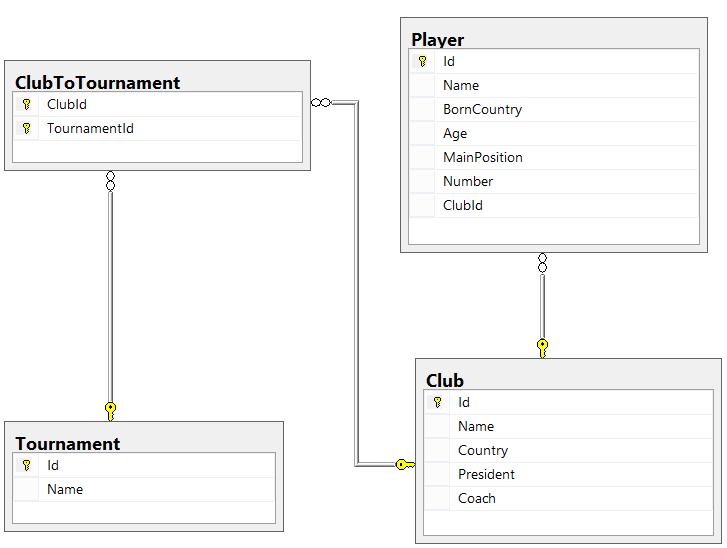 ClubToTournament
ClubId
TournamentId
Player
Id
Name
BornCountry
Age
MainPosition
Number
ClubId
Tournament
Id
Name
Club
Id
Name
Country
President
Coach